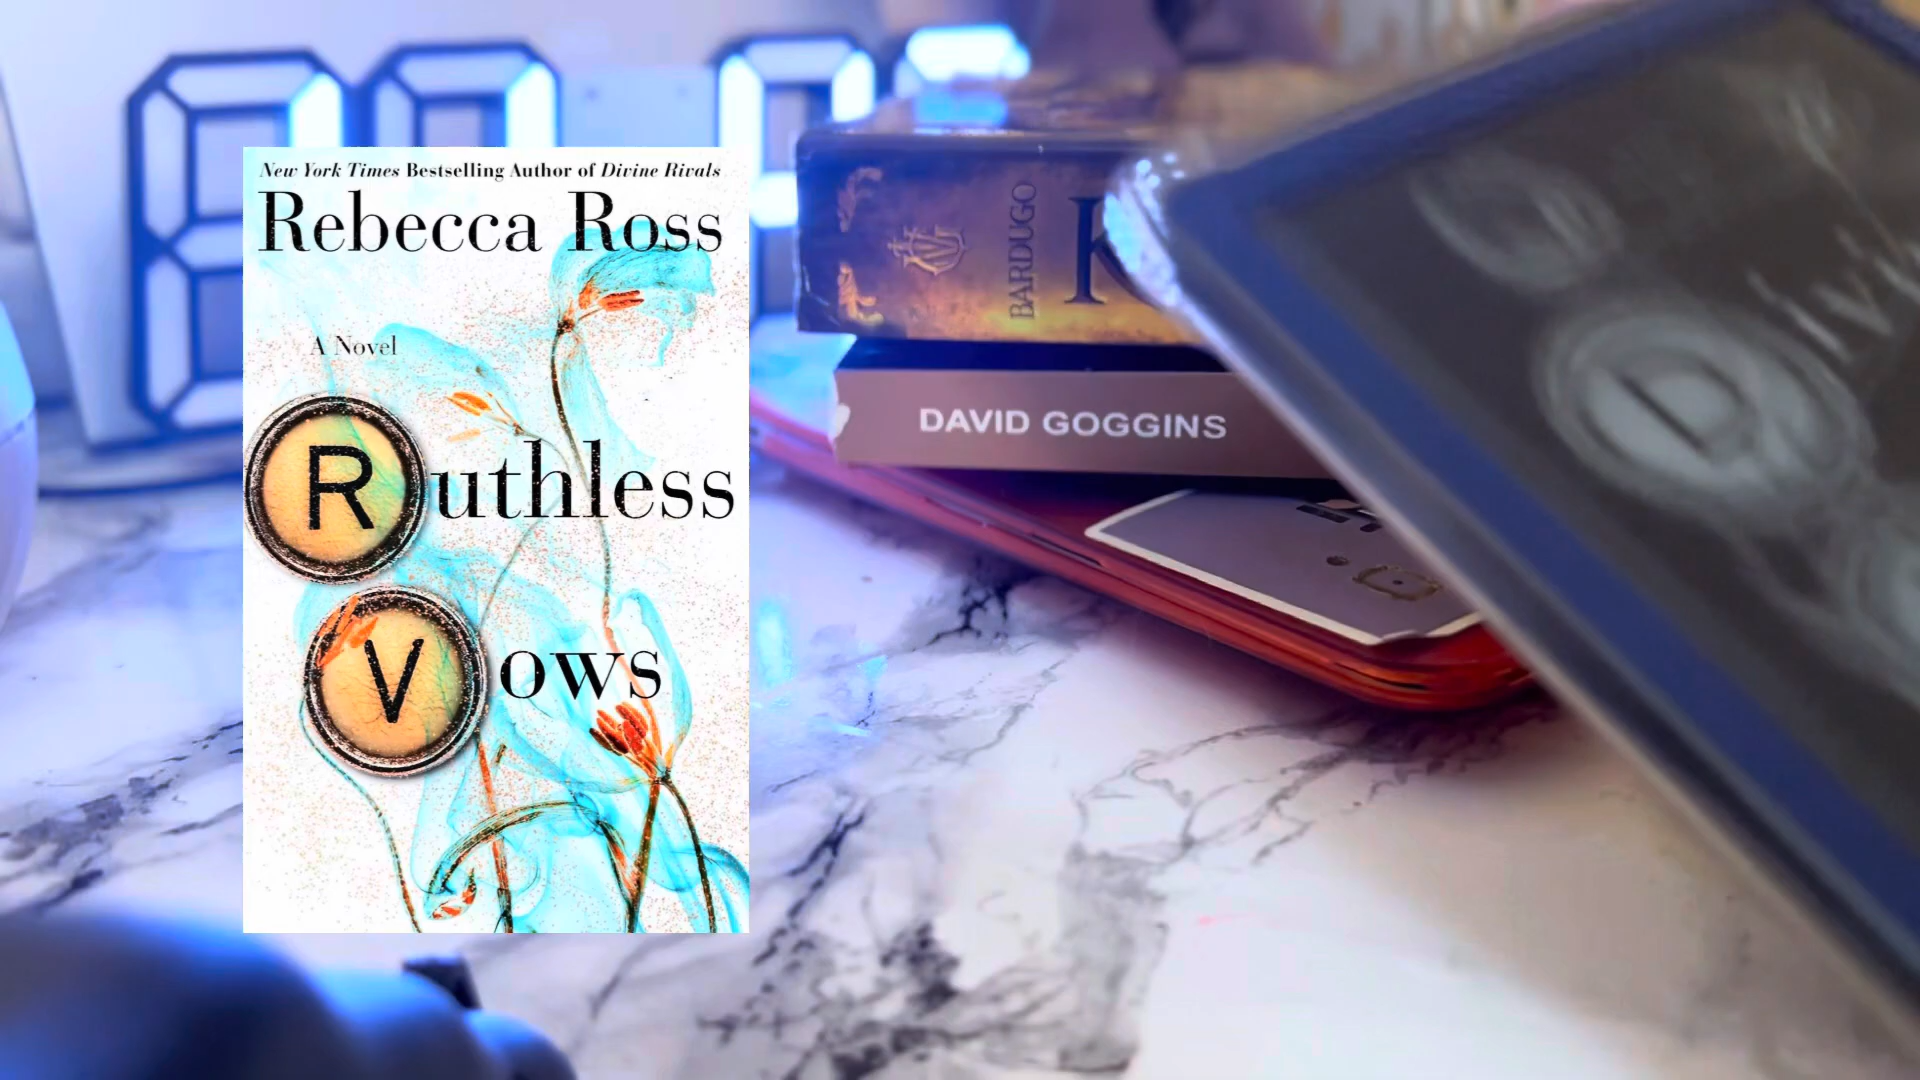 New York Times Bestselling Author of Divine Rivals
Rebecca Ross
A Novel
Ruthless
Vows
BARDUGO
K
DAVID GOGGINS
D